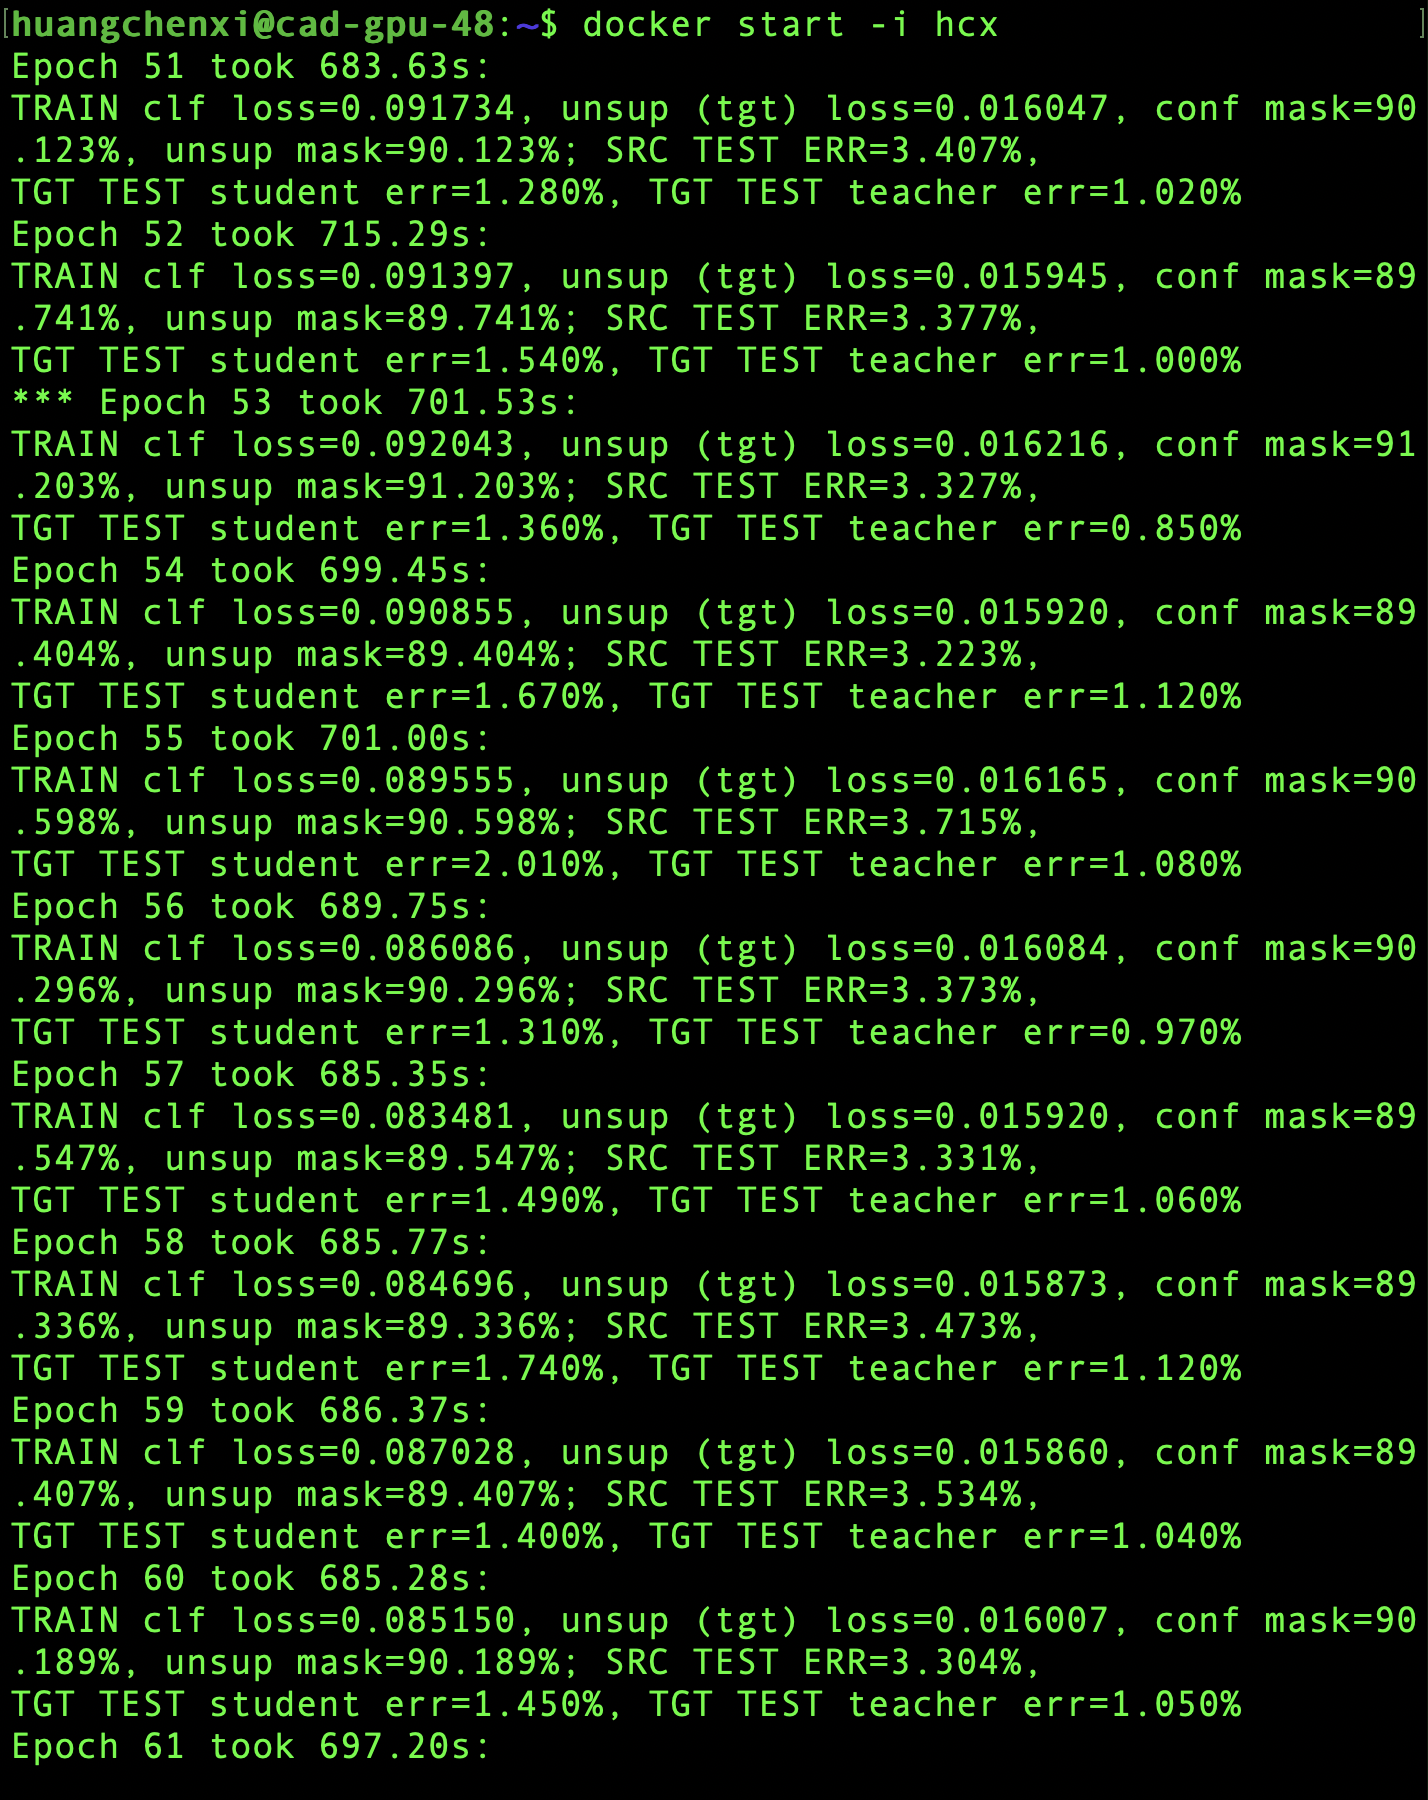 [huangchenxi@cad-gpu-48:~$ docker start -i hcx ]
Epoch 51 took 683.63s:
TRAIN clf loss=0.091734, unsup (tgt) loss=0.016047, conf mask=90
.123%, unsup mask=90.123%; SRC TEST ERR=3.407%,
TGT TEST student err=1.280%, TGT TEST teacher err=1.020%
Epoch 52 took 715.29s:
TRAIN clf loss=0.091397, unsup (tgt) loss=0.015945, conf mask=89
.741%, unsup mask=89.741%; SRC TEST ERR=3.377%,
TGT TEST student err=1.540%, TGT TEST teacher err=1.000%
*** Epoch 53 took 701.53s:
TRAIN clf loss=0.092043, unsup (tgt) loss=0.016216, conf mask=91
.203%, unsup mask=91.203%; SRC TEST ERR=3.327%,
TGT TEST student err=1.360%, TGT TEST teacher err=0.850%
Epoch 54 took 699.45s:
TRAIN clf loss=0.090855, unsup (tgt) loss=0.015920, conf mask=89
.404%, unsup mask=89.404%; SRC TEST ERR=3.223%,
TGT TEST student err=1.670%, TGT TEST teacher err=1.120%
Epoch 55 took 701.00s:
TRAIN clf loss=0.089555, unsup (tgt) loss=0.016165, conf mask=90
.598%, unsup mask=90.598%; SRC TEST ERR=3.715%,
TGT TEST student err=2.010%, TGT TEST teacher err=1.080%
Epoch 56 took 689.75s:
TRAIN clf loss=0.086086, unsup (tgt) loss=0.016084, conf mask=90
.296%, unsup mask=90.296%; SRC TEST ERR=3.373%,
TGT TEST student err=1.310%, TGT TEST teacher err=0.970%
Epoch 57 took 685.35s:
TRAIN clf loss=0.083481, unsup (tgt) loss=0.015920, conf mask=89
.547%, unsup mask=89.547%; SRC TEST ERR=3.331%,
TGT TEST student err=1.490%, TGT TEST teacher err=1.060%
Epoch 58 took 685.77s:
TRAIN clf loss=0.084696, unsup (tgt) loss=0.015873, conf mask=89
.336%, unsup mask=89.336%; SRC TEST ERR=3.473%,
TGT TEST student err=1.740%, TGT TEST teacher err=1.120%
Epoch 59 took 686.37s:
TRAIN clf loss=0.087028, unsup (tgt) loss=0.015860, conf mask=89
.407%, unsup mask=89.407%; SRC TEST ERR=3.534%,
TGT TEST student err=1.400%, TGT TEST teacher err=1.040%
Epoch 60 took 685.28s:
TRAIN clf loss=0.085150, unsup (tgt) loss=0.016007, conf mask=90
.189%, unsup mask=90.189%; SRC TEST ERR=3.304%,
TGT TEST student err=1.450%, TGT TEST teacher err=1.050%
Epoch 61 took 697.20s: